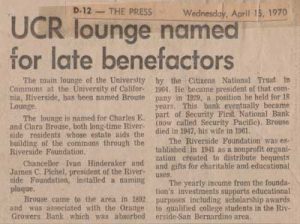 D-12 — THE PRESS Wednesday, April 15, 1970
UCR lounge named
for late benefactors
The main lounge of the University
Commons at the University of Califor-
nia, Riverside, has been named Brouse
Lounge.
The lounge is named for Charles E.
and Clara Brouse, both long-time River-
side residents whose estate aids the
building of the commons through the
Riverside Foundation.
Chancellor Ivan Hinderaker and
James C. Pichel, president of the River-
side Foundation, installed a naming
plaque.
Brouse came to the area in 1892
and was associated with the Orange
Growers Bank which was absorbed
by the Citizens National Trust in
1904. He became president of that com-
pany in 1929, a position he held for 18
years. This bank eventually became
part of Security First National Bank
(now called Security Pacific). Brouse
died in 1947, his wife in 1961.
The Riverside Foundation was es-
tablished in 1941 as a nonprofit organi-
zation created to distribute bequests
and gifts for charitable and educational
uses.
The yearly income from the founda-
tion's investments supports educational
purposes including scholarship awards
to qualified college students in the Riv-
erside-San Bernardino area.